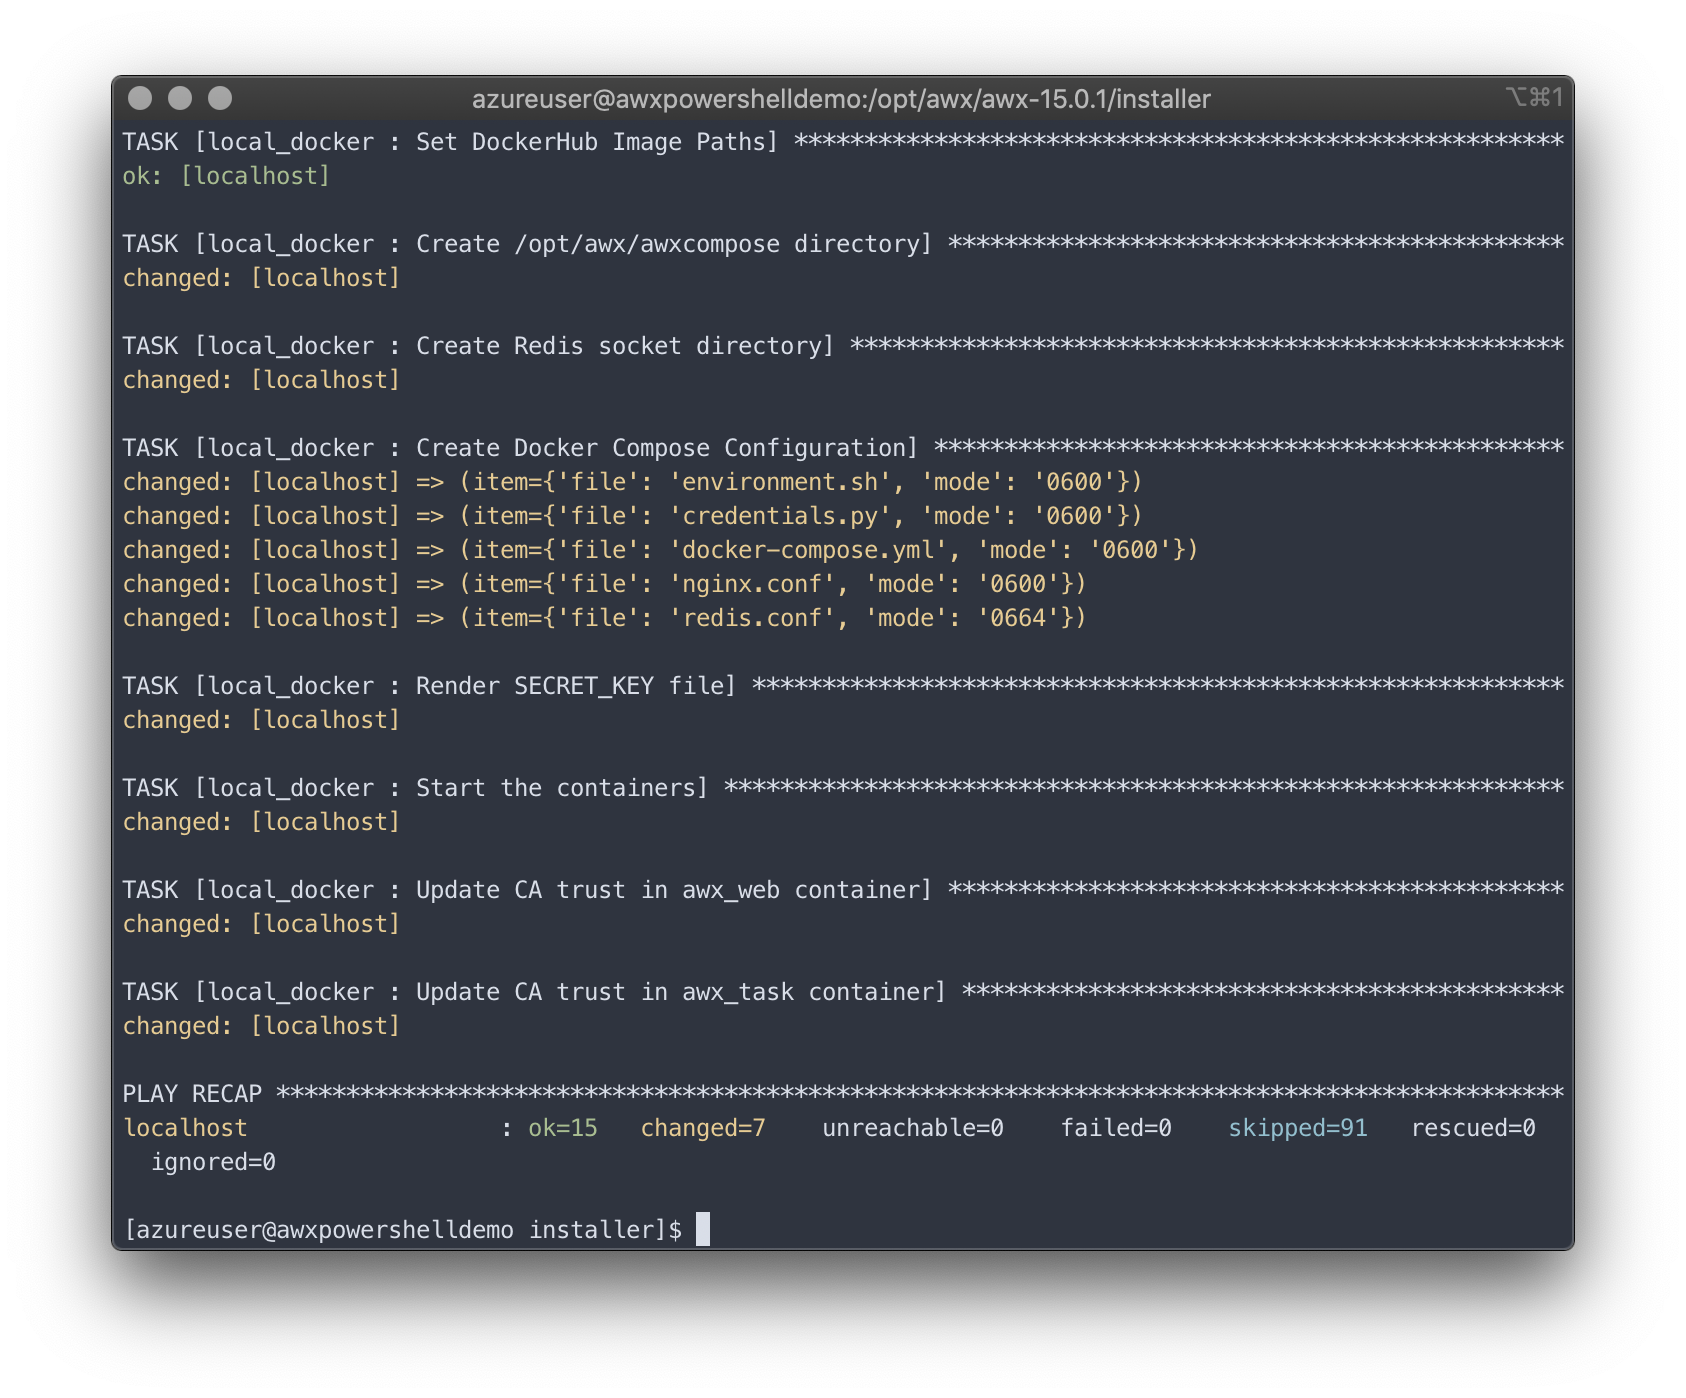 azureuser@awxpowershelldemo:/opt/awx/awx-15.0.1/installer ⌥⌘1
TASK [local_docker : Set DockerHub Image Paths] *******************************************************
ok: [localhost]
TASK [local_docker : Create /opt/awx/awxcompose directory] ********************************************
changed: [localhost]
TASK [local_docker : Create Redis socket directory] ***************************************************
changed: [localhost]
TASK [local_docker : Create Docker Compose Configuration] *********************************************
changed: [localhost] => (item={'file': 'environment.sh', 'mode': '0600'})
changed: [localhost] => (item={'file': 'credentials.py', 'mode': '0600'})
changed: [localhost] => (item={'file': 'docker-compose.yml', 'mode': '0600'})
changed: [localhost] => (item={'file': 'nginx.conf', 'mode': '0600'})
changed: [localhost] => (item={'file': 'redis.conf', 'mode': '0664'})
TASK [local_docker : Render SECRET_KEY file] **********************************************************
changed: [localhost]
TASK [local_docker : Start the containers] ************************************************************
changed: [localhost]
TASK [local_docker : Update CA trust in awx_web container] ********************************************
changed: [localhost]
TASK [local_docker : Update CA trust in awx_task container] *******************************************
changed: [localhost]
PLAY RECAP ********************************************************************************************
localhost                  : ok=15   changed=7    unreachable=0    failed=0    skipped=91   rescued=0
  ignored=0
[azureuser@awxpowershelldemo installer]$